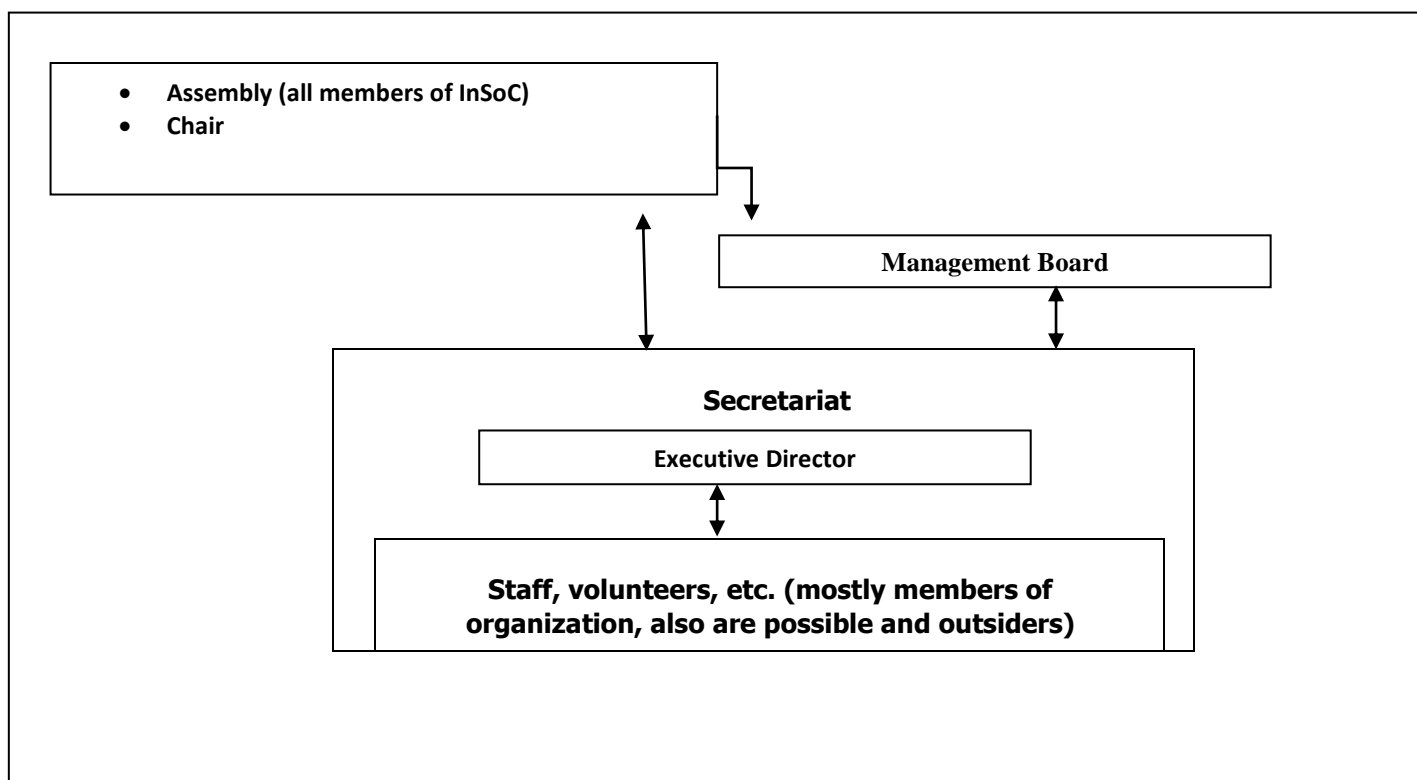 • Assembly (all members of InSoC)
• Chair
Management Board
Secretariat
Executive Director
Staff, volunteers, etc. (mostly members of
organization, also are possible and outsiders)